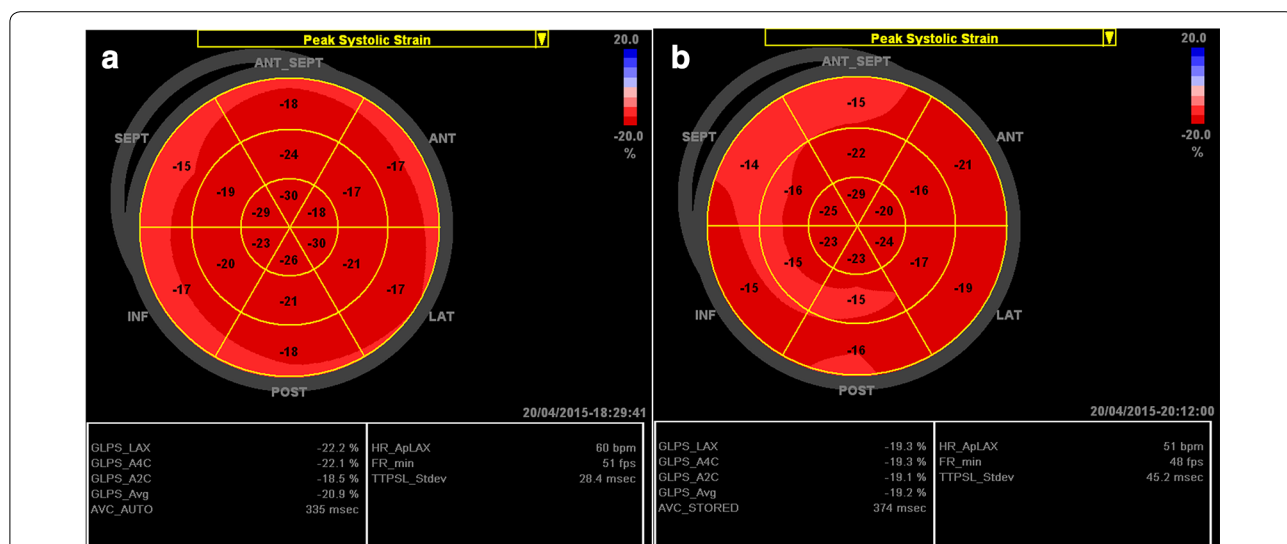 a
Peak Systolic Strain
20.0
-20.0
%
ANT_SEPT
SEPT
ANT
INF
LAT
POST
-18
-15
-17
-24
-19
-17
-30
-29
-18
-23
-30
-26
-20
-21
-21
-17
-17
-18
20/04/2015-18:29:41
GLPS_LAX -22.2 %
GLPS_A4C -22.1 %
GLPS_A2C -18.5 %
GLPS_Avg -20.9 %
AVC_AUTO 335 msec
HR_ApLAX 60 bpm
FR_min 51 fps
TTPSL_Stdev 28.4 msec
b
Peak Systolic Strain
20.0
-20.0
%
ANT_SEPT
SEPT
ANT
INF
LAT
POST
-15
-14
-21
-22
-16
-16
-29
-25
-20
-23
-24
-23
-15
-17
-15
-15
-19
-16
20/04/2015-20:12:00
GLPS_LAX -19.3 %
GLPS_A4C -19.3 %
GLPS_A2C -19.1 %
GLPS_Avg -19.2 %
AVC_STORED 374 msec
HR_ApLAX 51 bpm
FR_min 48 fps
TTPSL_Stdev 45.2 msec